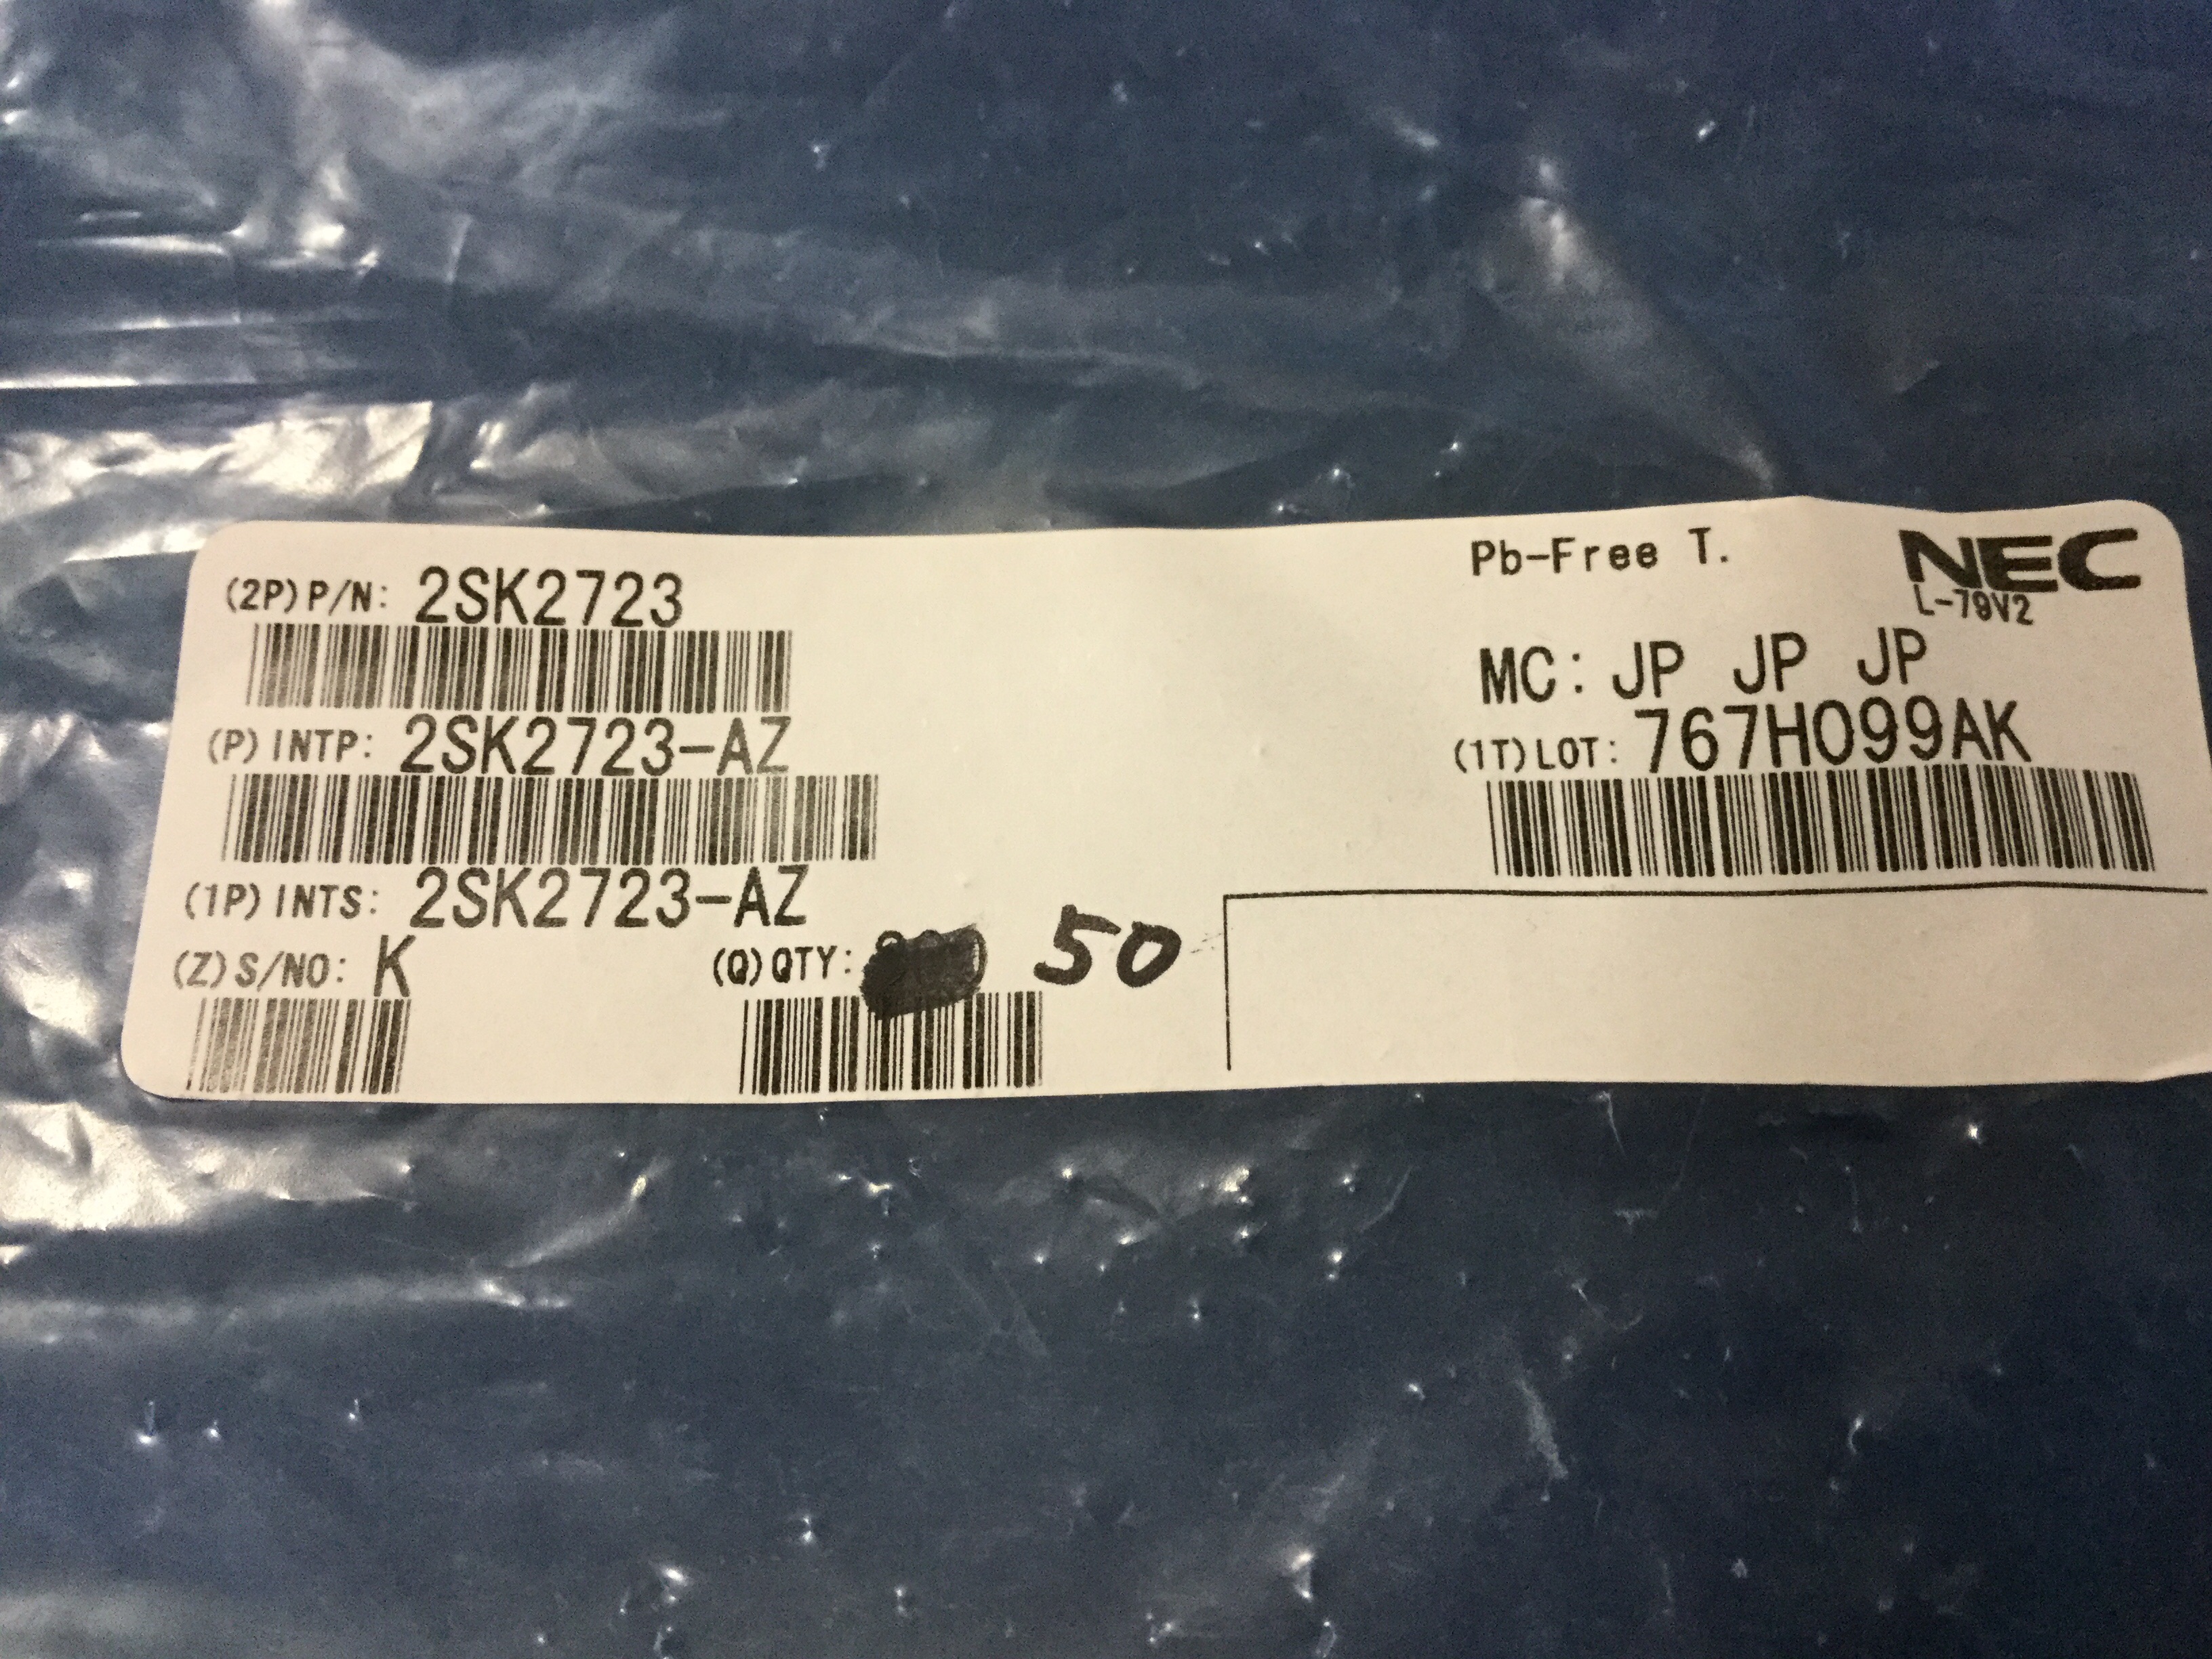 (2P) P/N: 2SK2723
(P) INTP: 2SK2723-AZ
(1P) INTS: 2SK2723-AZ
(Z) S/NO: K
(Q) QTY: 50
Pb-Free T.
NEC
L-79V2
MC: JP JP JP
(1T) LOT: 767H099AK